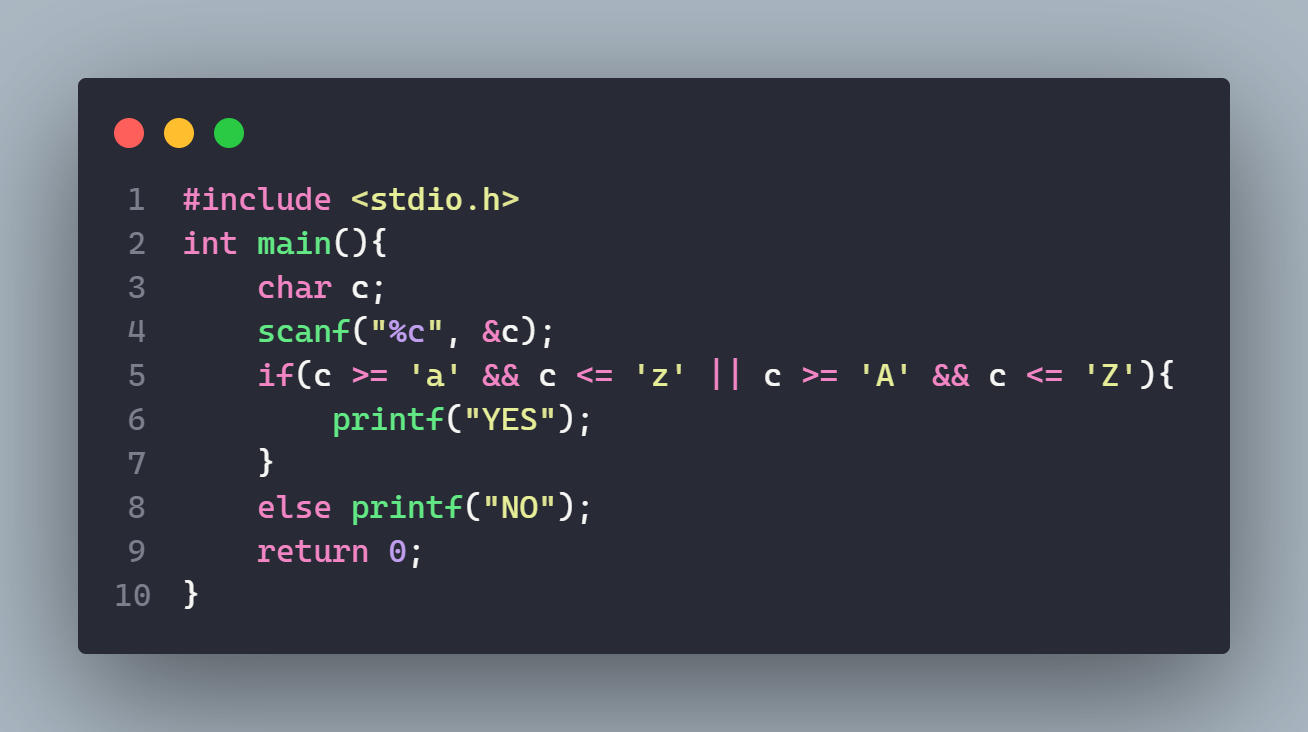 1 #include <stdio.h>
2 int main(){
3     char c;
4     scanf("%c", &c);
5     if(c >= 'a' && c <= 'z' || c >= 'A' && c <= 'Z'){
6         printf("YES");
7     }
8     else printf("NO");
9     return 0;
10 }